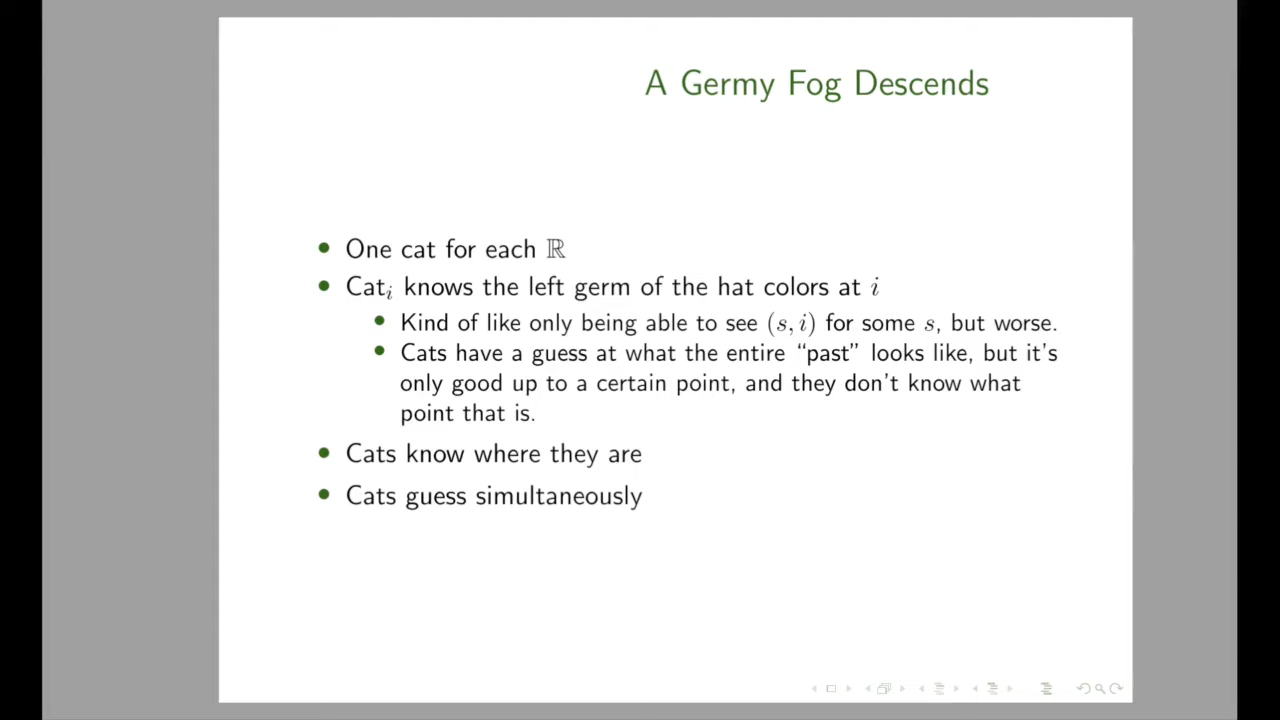 A Germy Fog Descends
• One cat for each ℝ
• Catᵢ knows the left germ of the hat colors at i
• Kind of like only being able to see (s, i) for some s, but worse.
• Cats have a guess at what the entire “past” looks like, but it's
only good up to a certain point, and they don't know what
point that is.
• Cats know where they are
• Cats guess simultaneously